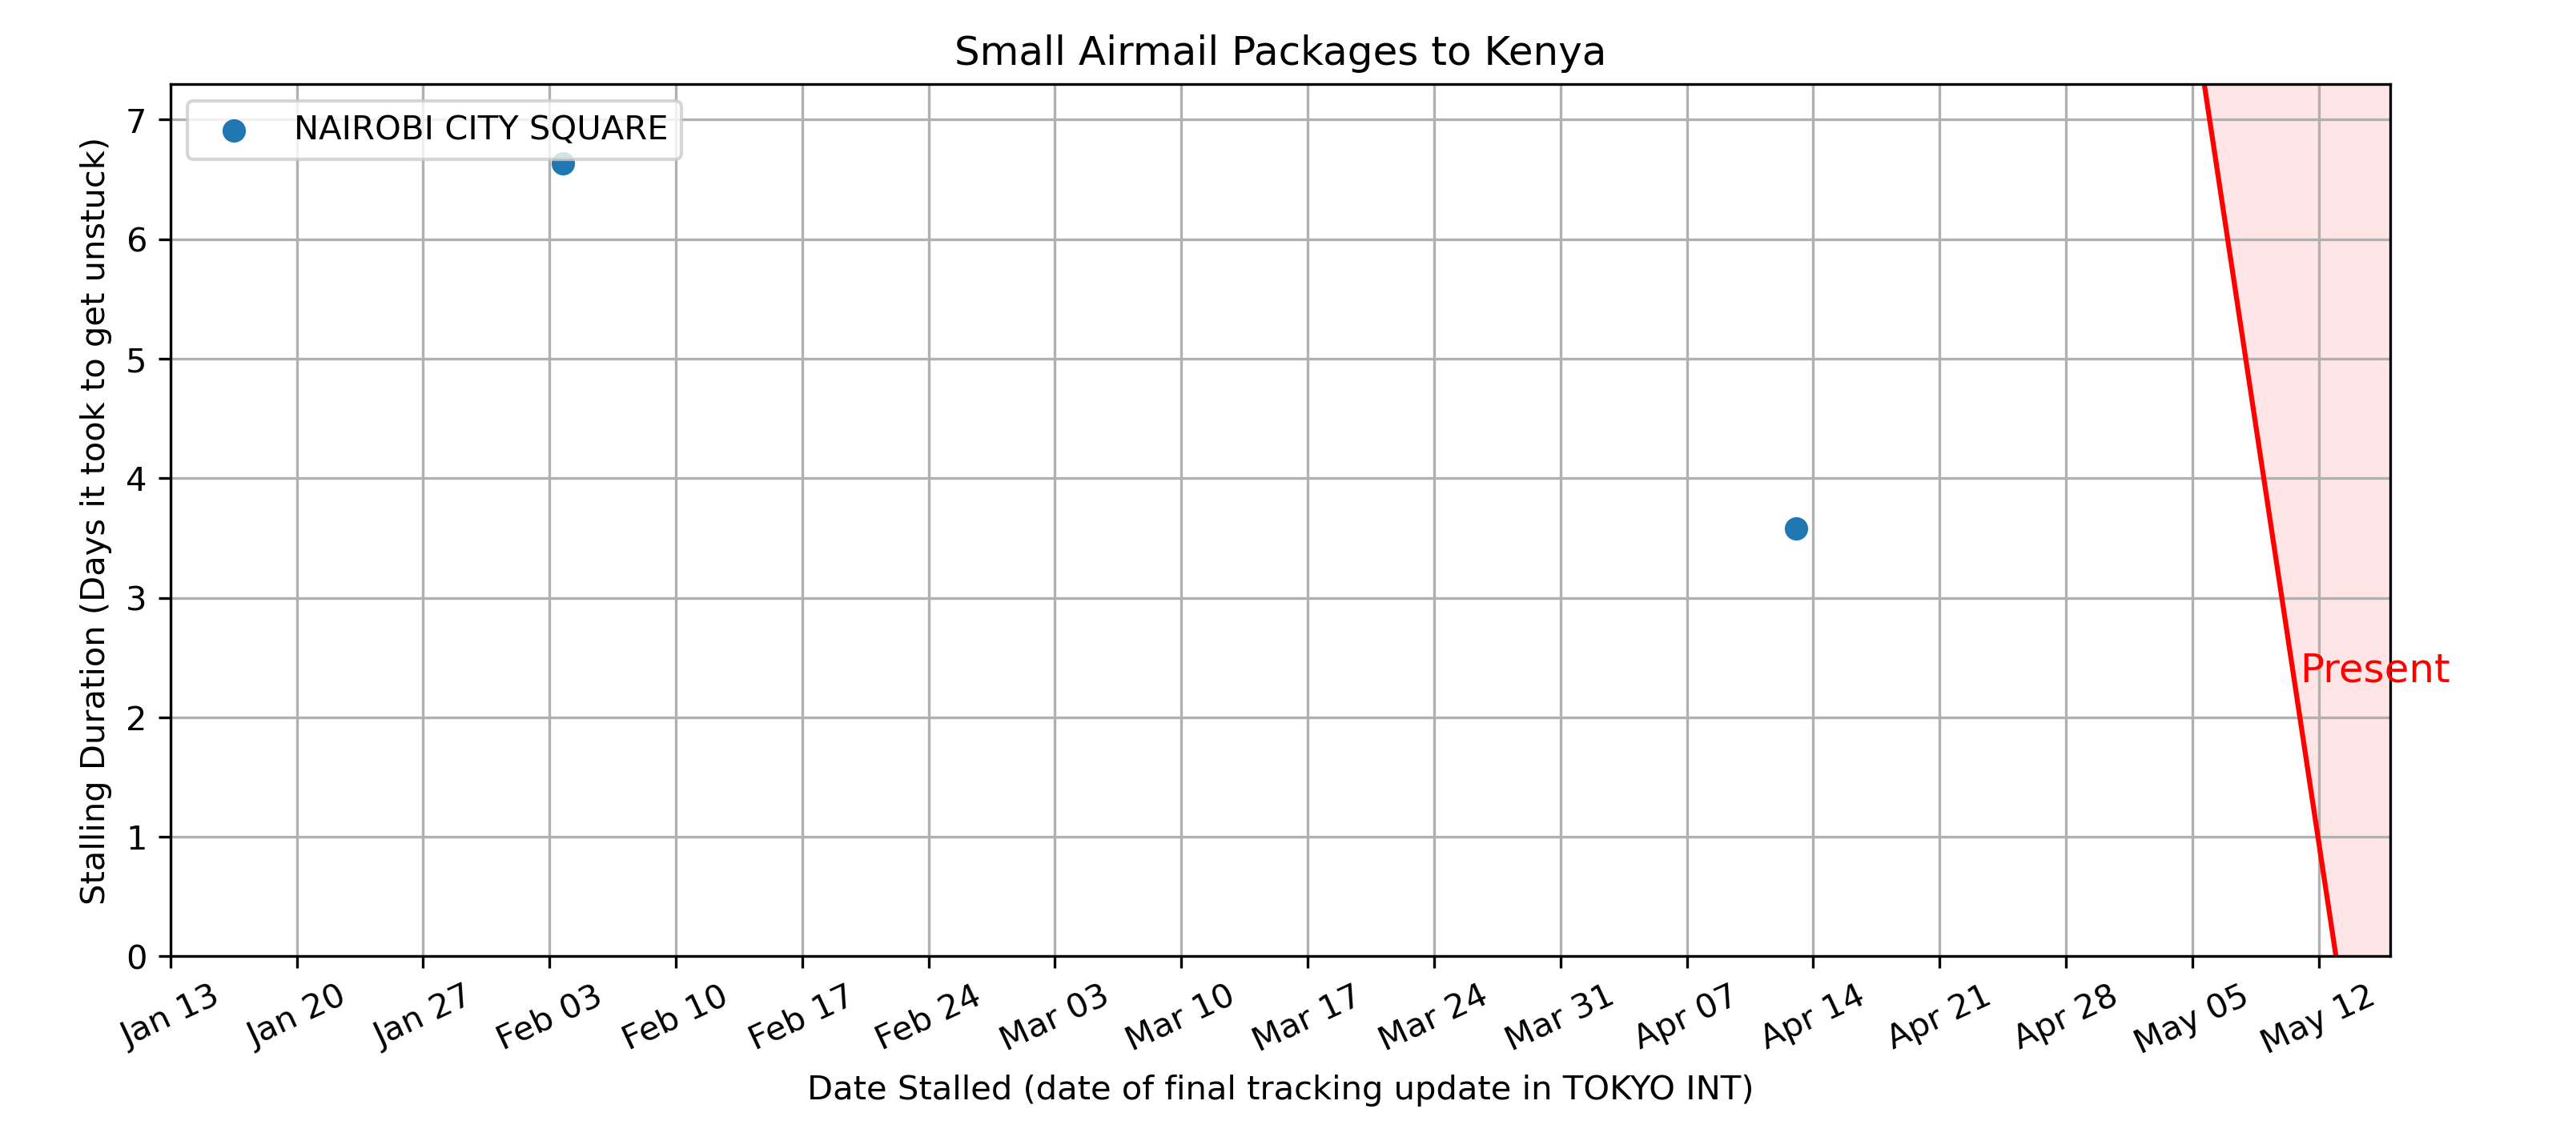 Small Airmail Packages to Kenya
NAIROBI CITY SQUARE
Stalling Duration (Days it took to get unstuck)
7
6
5
4
3
2
1
0
Present
Jan 13
Jan 20
Jan 27
Feb 03
Feb 10
Feb 17
Feb 24
Mar 03
Mar 10
Mar 17
Mar 24
Mar 31
Apr 07
Apr 14
Apr 21
Apr 28
May 05
May 12
Date Stalled (date of final tracking update in TOKYO INT)